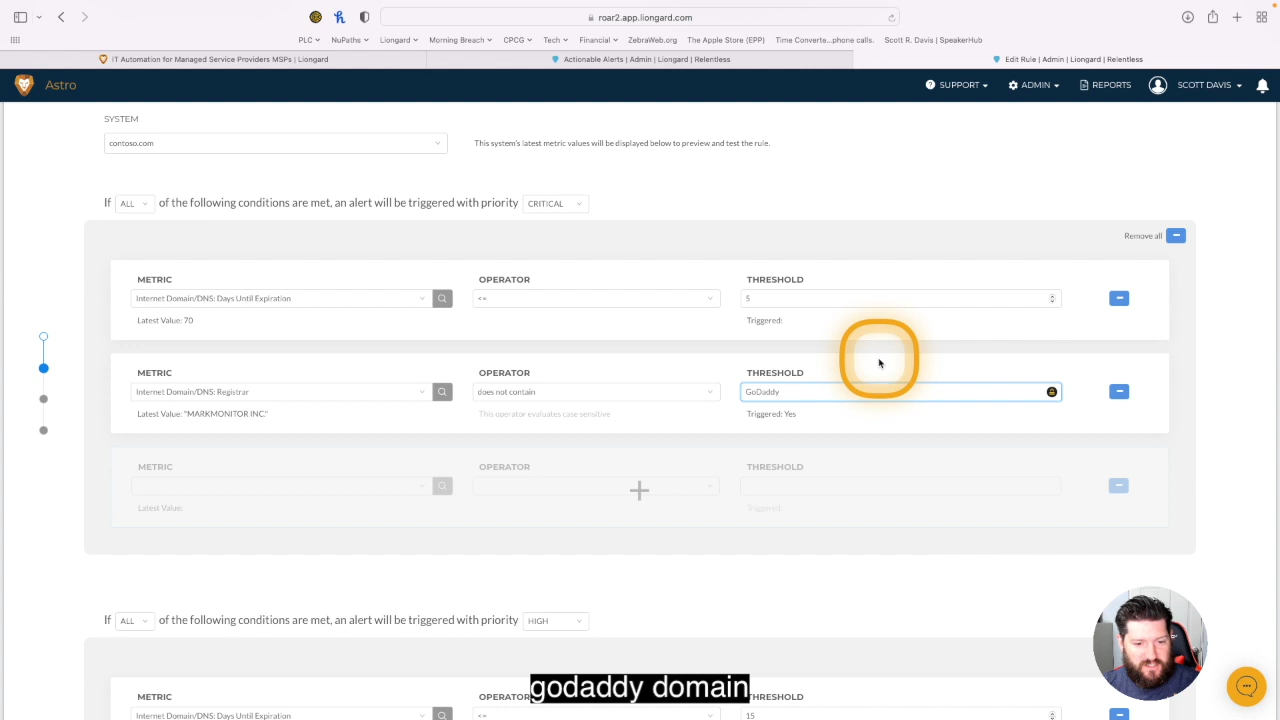 roar2.app.liongard.com
PLC NuPaths Liongard Morning Breach CPCG Tech Financial ZebraWeb.org The Apple Store (EPP) Time Converte...phone calls. Scott R. Davis | SpeakerHub
IT Automation for Managed Service Providers MSPs | Liongard Actionable Alerts | Admin | Liongard | Relentless Edit Rule | Admin | Liongard | Relentless
Astro SUPPORT ADMIN REPORTS SCOTT DAVIS
SYSTEM
contoso.com This system's latest metric values will be displayed below to preview and test the rule.
If ALL of the following conditions are met, an alert will be triggered with priority CRITICAL
Remove all
METRIC OPERATOR THRESHOLD
Internet Domain/DNS: Days Until Expiration <= 5
Latest Value: 70 Triggered:
METRIC OPERATOR THRESHOLD
Internet Domain/DNS: Registrar does not contain GoDaddy
Latest Value: "MARKMONITOR INC." This operator evaluates case sensitive Triggered: Yes
METRIC OPERATOR THRESHOLD
Latest Value: Triggered:
If ALL of the following conditions are met, an alert will be triggered with priority HIGH
godaddy domain
METRIC OPERATOR THRESHOLD
Internet Domain/DNS: Days Until Expiration <= 15